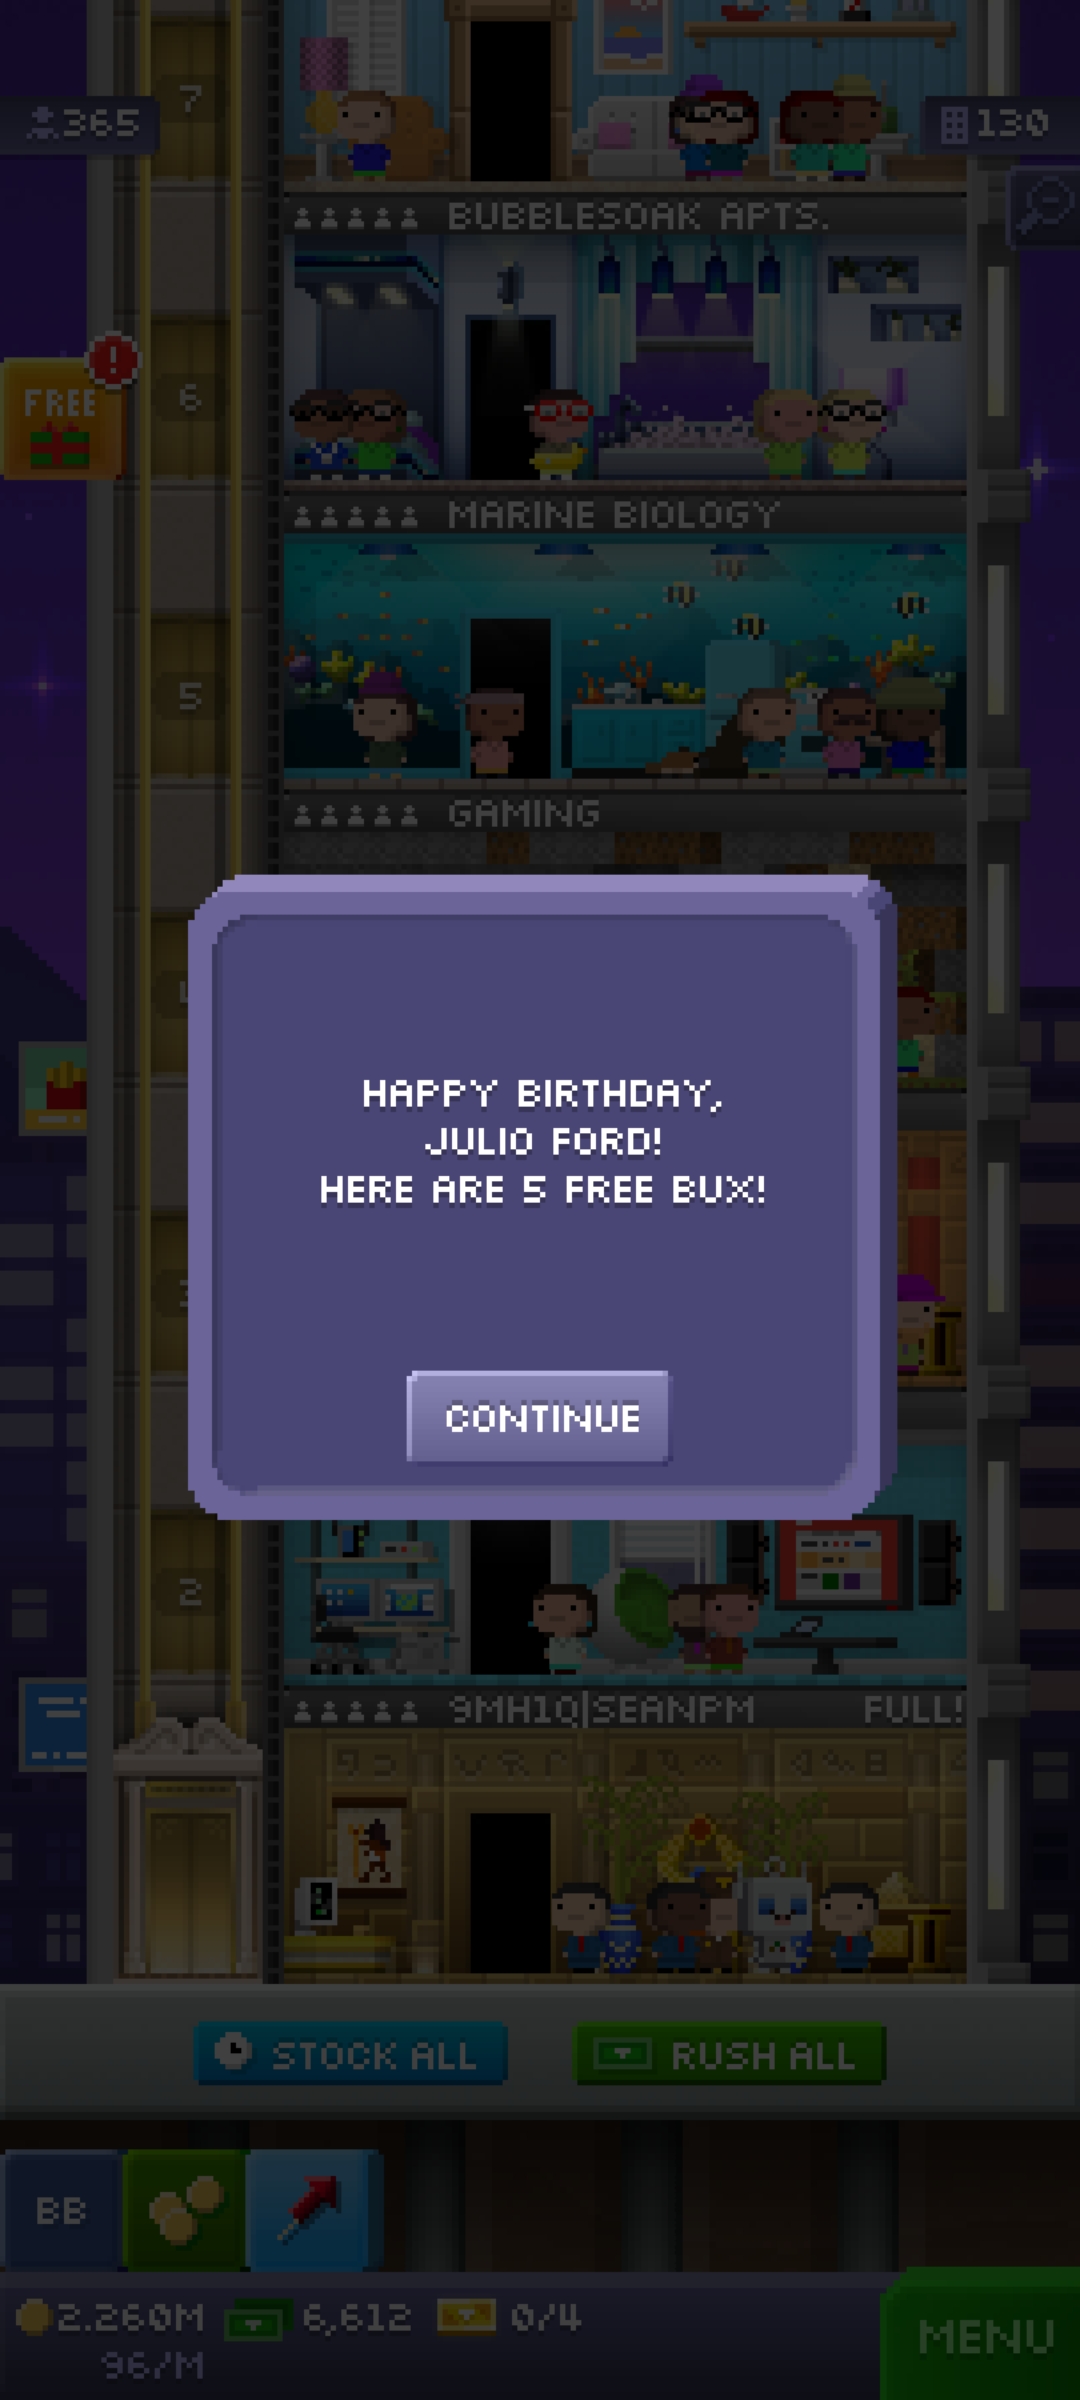 7
365
130
BUBBLESOAK APTS.
FREE
!
6
MARINE BIOLOGY
5
GAMING
HAPPY BIRTHDAY,
JULIO FORD!
HERE ARE 5 FREE BUX!
CONTINUE
2
9MH1Q|SEANPM FULL!
STOCK ALL
RUSH ALL
BB
2.260M
6,612
0/4
96/M
MENU